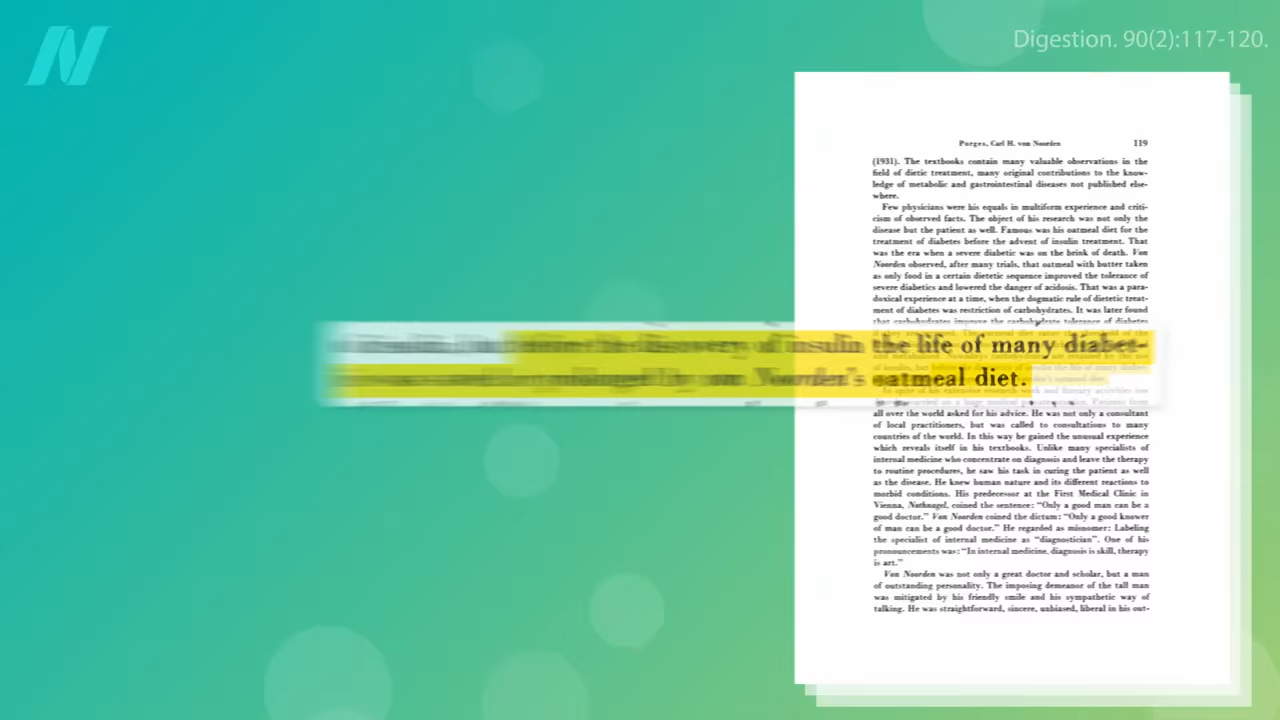 N
Digestion. 90(2):117-120.
Porges, Carl H. von Noorden 119
(1931). The textbooks contain many valuable observations in the
field of dietic treatment, many original contributions to the know-
ledge of metabolic and gastrointestinal diseases not published else-
where.
Few physicians were his equals in multiform experience and criti-
cism of observed facts. The object of his research was not only the
disease but the patient as well. Famous was his oatmeal diet for the
treatment of diabetes before the advent of insulin treatment. That
was the era when a severe diabetic was on the brink of death. Von
Noorden observed, after many trials, that oatmeal with butter taken
as only food in a certain dietetic sequence improved the tolerance of
severe diabetics and lowered the danger of acidosis. That was a para-
doxical experience at a time, when the dogmatic rule of dietetic treat-
ment of diabetes was restriction of carbohydrates. It was later found
that carbohydrates improve the carbohydrate tolerance of diabetes
discovery of insulin the life of many diabet-
by von Noorden's oatmeal diet.
all over the world asked for his advice. He was not only a consultant
of local practitioners, but was called to consultations to many
countries of the world. In this way he gained the unusual experience
which reveals itself in his textbooks. Unlike many specialists of
internal medicine who concentrate on diagnosis and leave the therapy
to routine procedures, he saw his task in curing the patient as well
as the disease. He knew human nature and its different reactions to
morbid conditions. His predecessor at the First Medical Clinic in
Vienna, Nothnagel, coined the sentence: “Only a good man can be a
good doctor.” Von Noorden coined the dictum: “Only a good knower
of man can be a good doctor.” He regarded as misnomer: Labeling
the specialist of internal medicine as “diagnostician”. One of his
pronouncements was: “In internal medicine, diagnosis is skill, therapy
is art.”
Von Noorden was not only a great doctor and scholar, but a man
of outstanding personality. The imposing demeanor of the tall man
was mitigated by his friendly smile and his sympathetic way of
talking. He was straightforward, sincere, unbiased, liberal in his out-